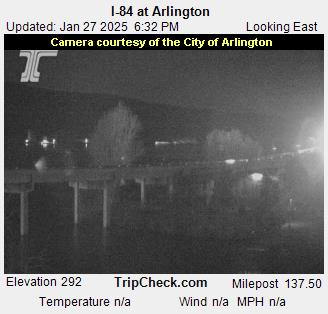 I-84 at Arlington
Updated: Jan 27 2025 6:32 PM Looking East
Camera courtesy of the City of Arlington
Elevation 292 TripCheck.com Milepost 137.50
Temperature n/a Wind n/a MPH n/a